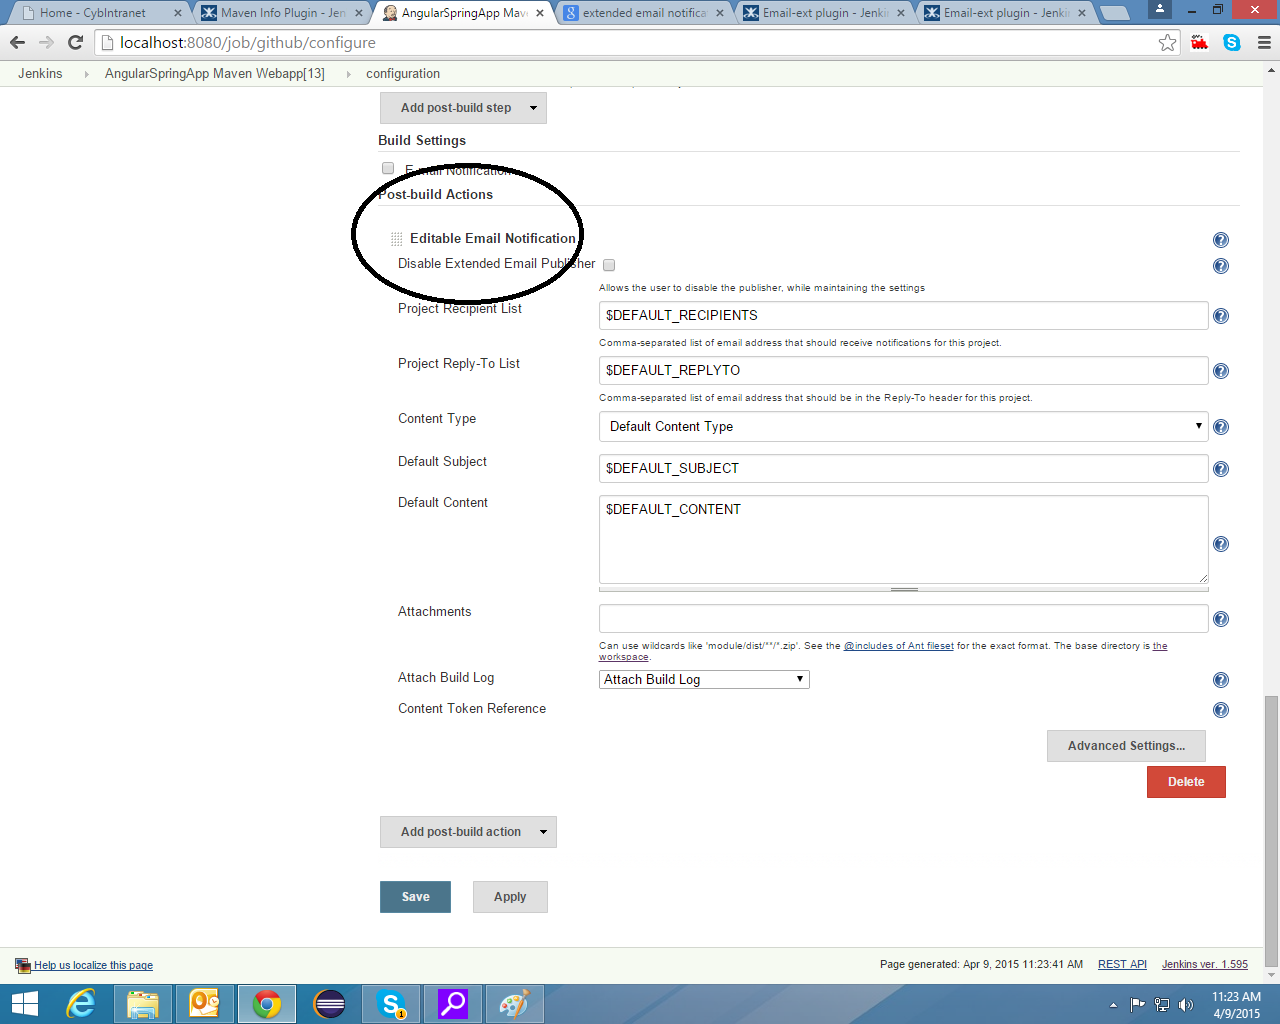 Home - CybIntranet
Maven Info Plugin - Jen
AngularSpringApp Mav
extended email notifica
Email-ext plugin - Jenki
Email-ext plugin - Jenki
localhost:8080/job/github/configure
Jenkins
AngularSpringApp Maven Webapp[13]
configuration
Add post-build step
Build Settings
E-mail Notification
Post-build Actions
Editable Email Notification
Disable Extended Email Publisher
Allows the user to disable the publisher, while maintaining the settings
Project Recipient List
$DEFAULT_RECIPIENTS
Comma-separated list of email address that should receive notifications for this project.
Project Reply-To List
$DEFAULT_REPLYTO
Comma-separated list of email address that should be in the Reply-To header for this project.
Content Type
Default Content Type
Default Subject
$DEFAULT_SUBJECT
Default Content
$DEFAULT_CONTENT
Attachments
Can use wildcards like 'module/dist/**/*.zip'. See the @includes of Ant fileset for the exact format. The base directory is the
workspace.
Attach Build Log
Attach Build Log
Content Token Reference
Advanced Settings...
Delete
Add post-build action
Save
Apply
Help us localize this page
Page generated: Apr 9, 2015 11:23:41 AM
REST API
Jenkins ver. 1.595
11:23 AM
4/9/2015